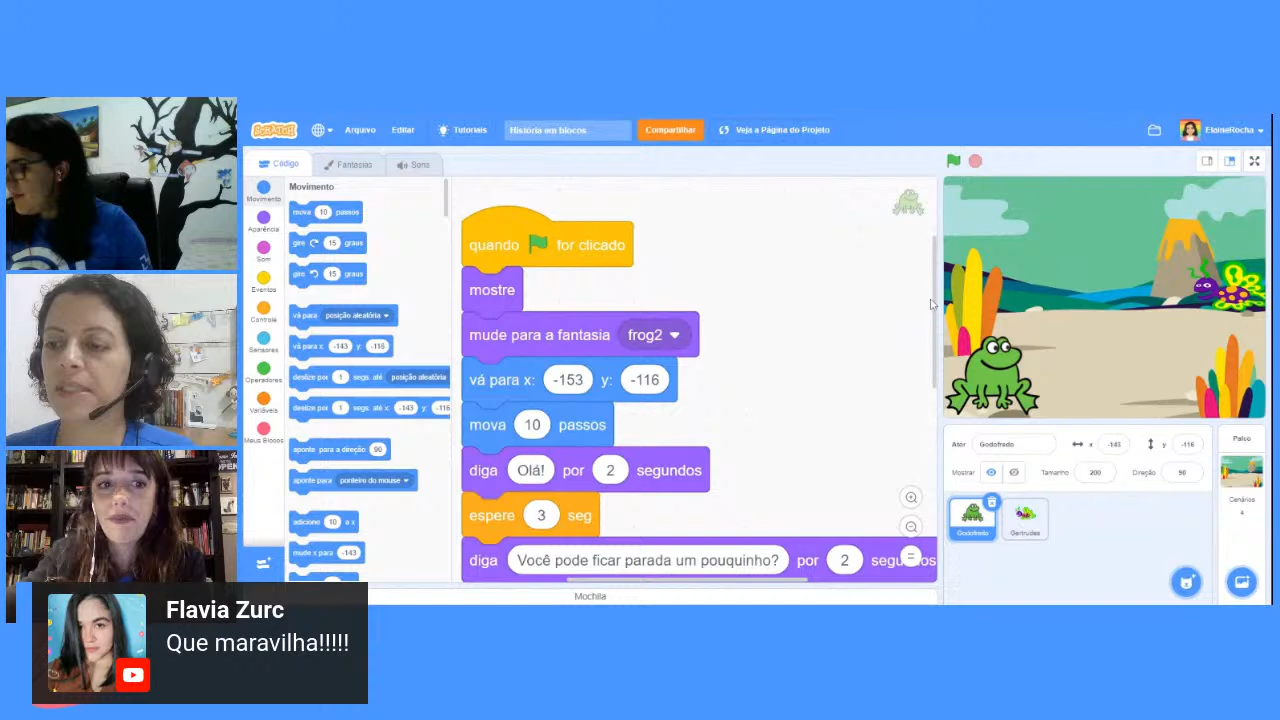 SCRATCH
Arquivo
Editar
Tutoriais
História em blocos
Compartilhar
Veja a Página do Projeto
ElaineRocha
Código
Fantasias
Sons
Movimento
Aparência
Som
Eventos
Controle
Sensores
Operadores
Variáveis
Meus Blocos
Movimento
mova 10 passos
gire 15 graus
gire 15 graus
vá para posição aleatória
vá para x: -143 y: -116
deslize por 1 segs. até posição aleatória
deslize por 1 segs. até x: -143 y: -116
aponte para a direção 90
aponte para ponteiro do mouse
adicione 10 a x
mude x para -143
quando for clicado
mostre
mude para a fantasia frog2
vá para x: -153 y: -116
mova 10 passos
diga Olá! por 2 segundos
espere 3 seg
diga Você pode ficar parada um pouquinho? por 2 segundos
Mochila
Ator Godofredo x -143 y -116
Mostrar Tamanho 200 Direção 90
Godofredo
Gertrudes
Palco
Cenários
4
OPEN
Flavia Zurc
Que maravilha!!!!!